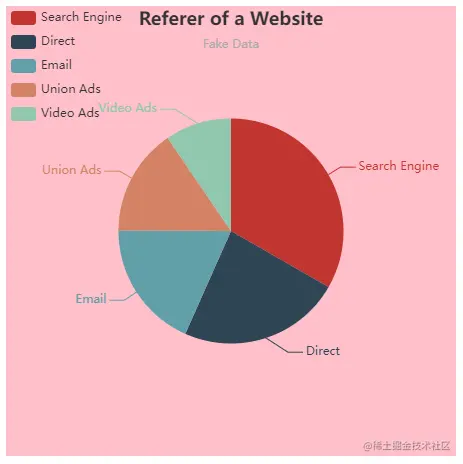 Referer of a Website
Fake Data
Search Engine
Direct
Email
Union Ads
Video Ads
Video Ads
Union Ads
Search Engine
Email
Direct
@稀土掘金技术社区